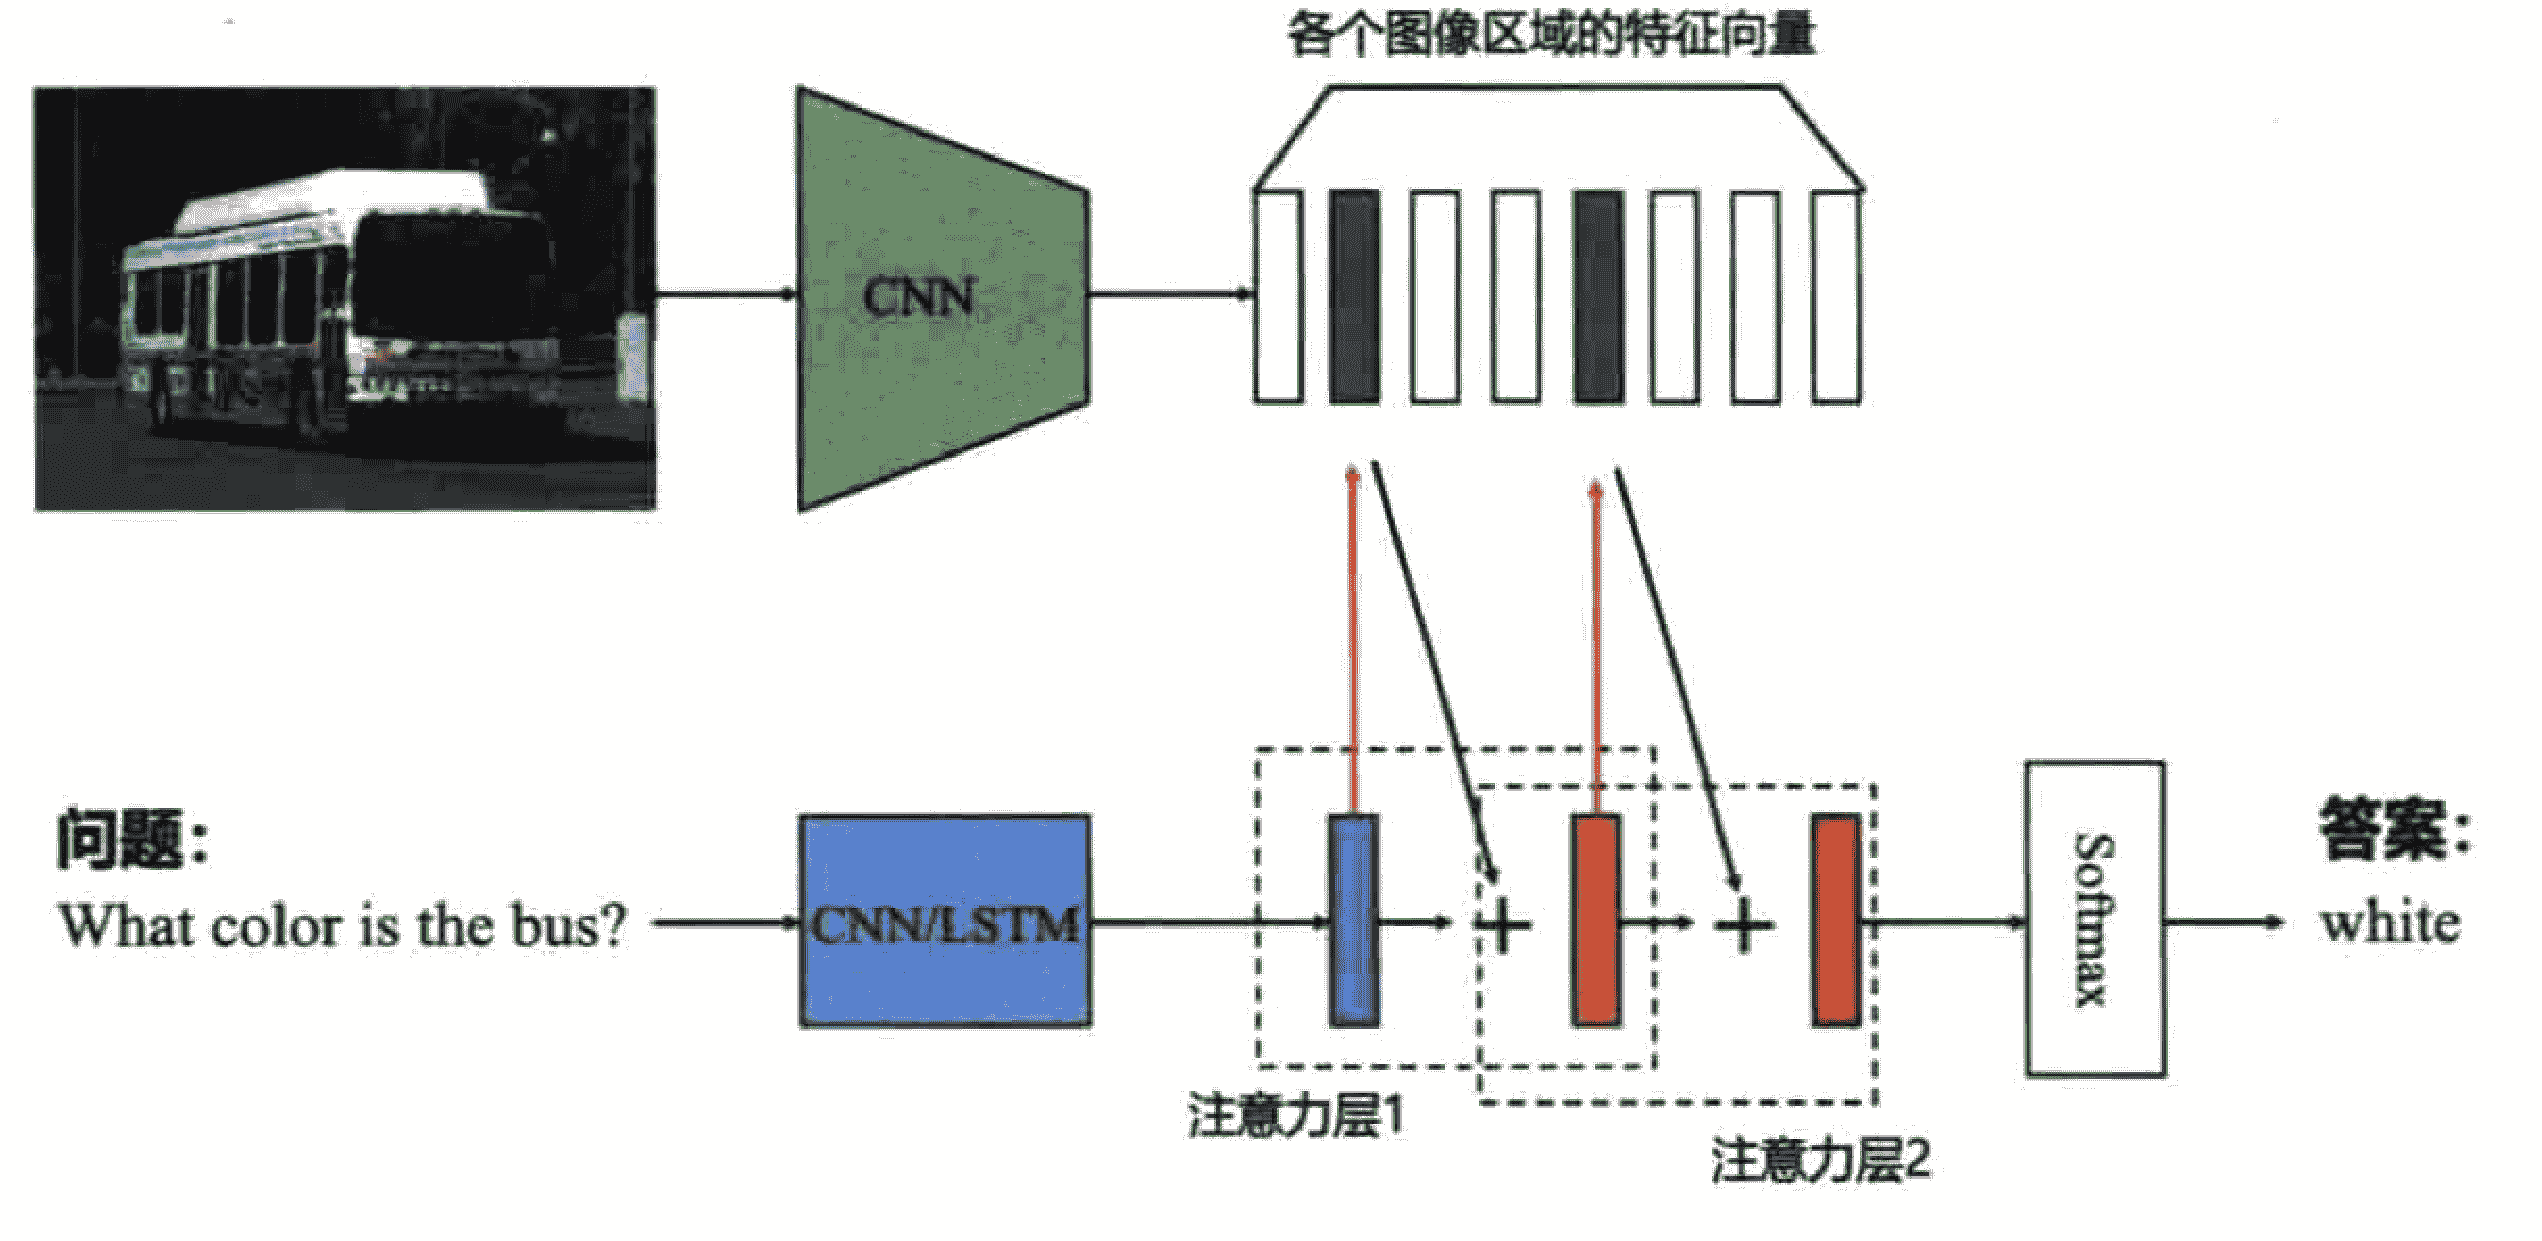 各个图像区域的特征向量
CNN
问题：
What color is the bus?
CNN/LSTM
Softmax
答案：
white
注意力层1
注意力层2